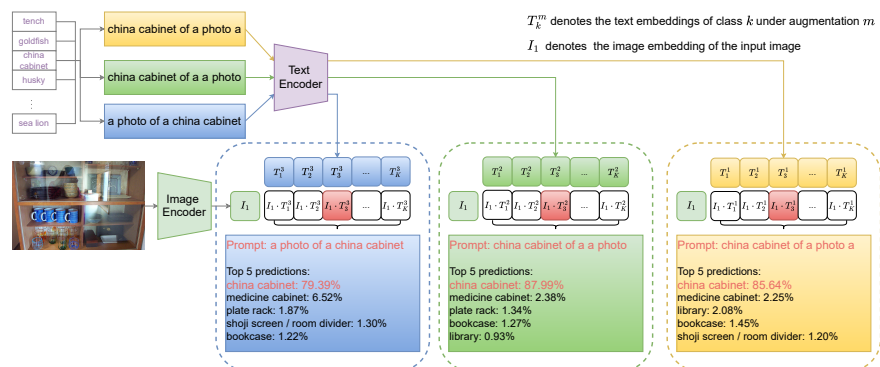 tench
goldfish
china
cabinet
husky
⋮
sea lion
china cabinet of a photo a
china cabinet of a a photo
a photo of a china cabinet
Text
Encoder
T_k^m denotes the text embeddings of class k under augmentation m
I_1 denotes the image embedding of the input image
Image
Encoder
I_1
T_1^3 T_2^3 T_3^3 ... T_K^3
I_1 · T_1^3 I_1 · T_2^3 I_1 · T_3^3 ... I_1 · T_K^3
Prompt: a photo of a china cabinet
Top 5 predictions:
china cabinet: 79.39%
medicine cabinet: 6.52%
plate rack: 1.87%
shoji screen / room divider: 1.30%
bookcase: 1.22%
I_1
T_1^2 T_2^2 T_3^2 ... T_K^2
I_1 · T_1^2 I_1 · T_2^2 I_1 · T_3^2 ... I_1 · T_K^2
Prompt: china cabinet of a a photo
Top 5 predictions:
china cabinet: 87.99%
medicine cabinet: 2.38%
plate rack: 1.34%
bookcase: 1.27%
library: 0.93%
I_1
T_1^1 T_2^1 T_3^1 ... T_K^1
I_1 · T_1^1 I_1 · T_2^1 I_1 · T_3^1 ... I_1 · T_K^1
Prompt: china cabinet of a photo a
Top 5 predictions:
china cabinet: 85.64%
medicine cabinet: 2.25%
library: 2.08%
bookcase: 1.45%
shoji screen / room divider: 1.20%